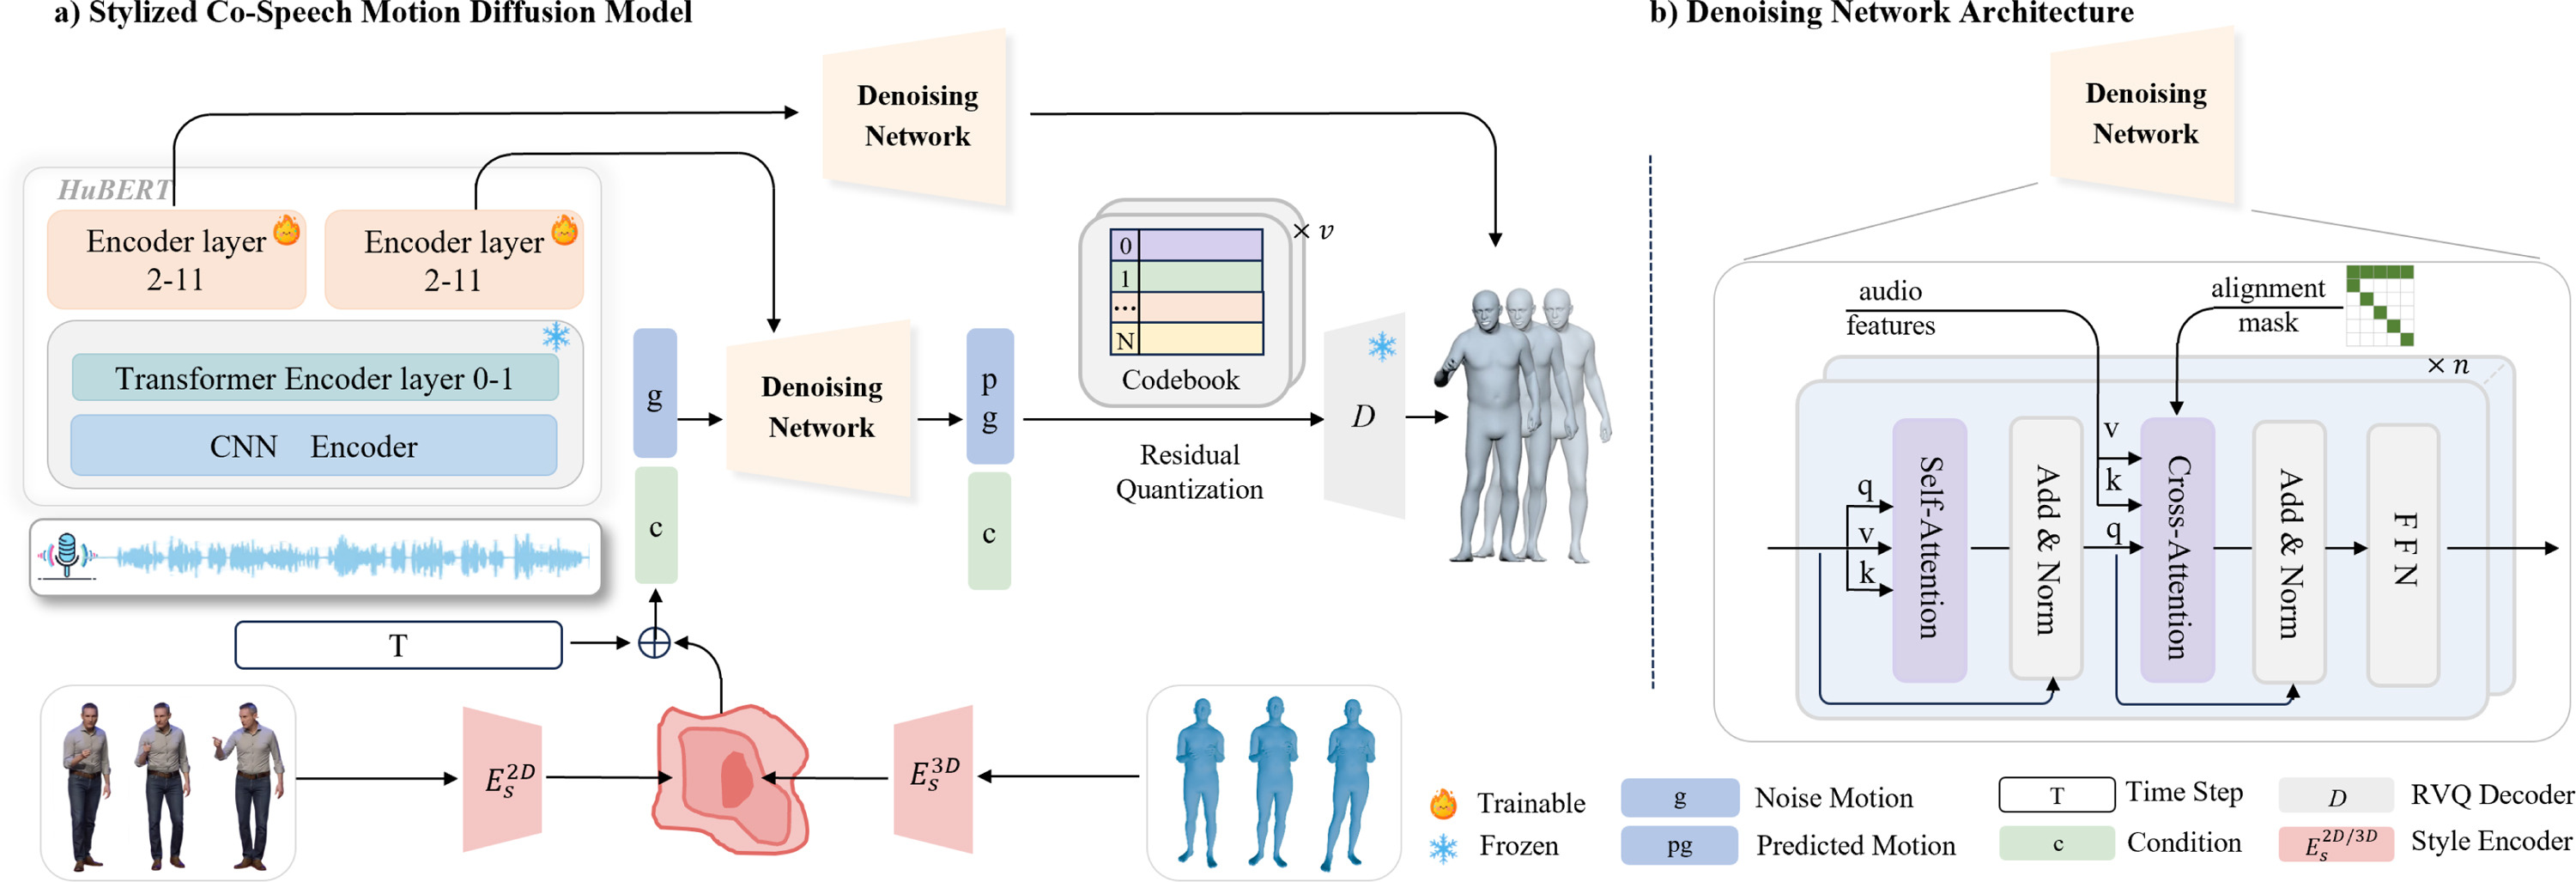 a) Stylized Co-Speech Motion Diffusion Model
Denoising
Network
HuBERT
Encoder layer
2-11
Encoder layer
2-11
Transformer Encoder layer 0-1
CNN Encoder
g
c
Denoising
Network
p
g
c
0
1
...
N
Codebook
× v
Residual
Quantization
D
T
E_s^{2D}
E_s^{3D}
b) Denoising Network Architecture
Denoising
Network
audio
features
alignment
mask
× n
q
v
k
Self-Attention
Add & Norm
v
k
q
Cross-Attention
Add & Norm
FFN
Trainable
Frozen
g Noise Motion
pg Predicted Motion
T Time Step
c Condition
D RVQ Decoder
E_s^{2D/3D} Style Encoder